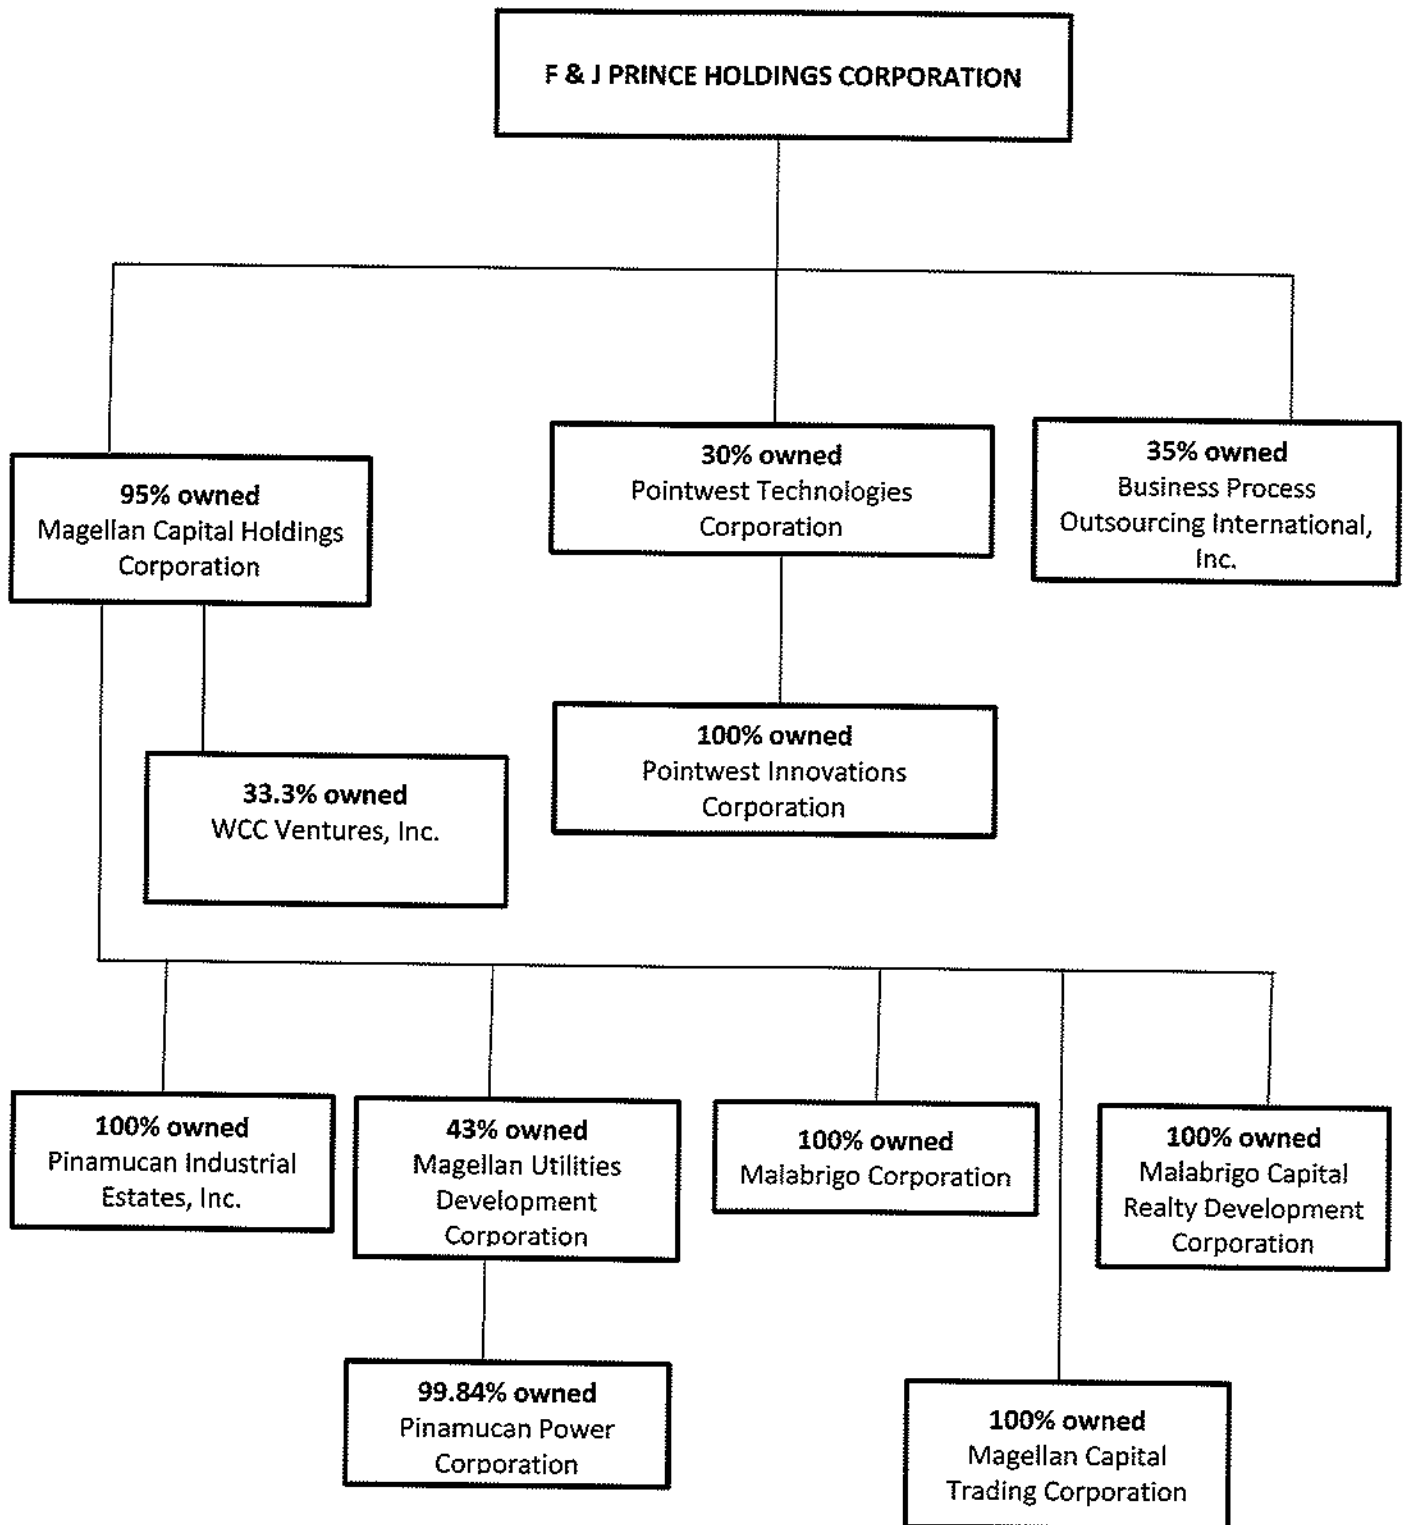 F & J PRINCE HOLDINGS CORPORATION
95% owned
Magellan Capital Holdings
Corporation
30% owned
Pointwest Technologies
Corporation
35% owned
Business Process
Outsourcing International,
Inc.
33.3% owned
WCC Ventures, Inc.
100% owned
Pointwest Innovations
Corporation
100% owned
Pinamucan Industrial
Estates, Inc.
43% owned
Magellan Utilities
Development
Corporation
100% owned
Malabrigo Corporation
100% owned
Malabrigo Capital
Realty Development
Corporation
99.84% owned
Pinamucan Power
Corporation
100% owned
Magellan Capital
Trading Corporation